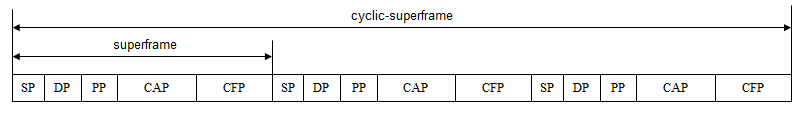 cyclic-superframe
superframe
SP DP PP CAP CFP SP DP PP CAP CFP SP DP PP CAP CFP